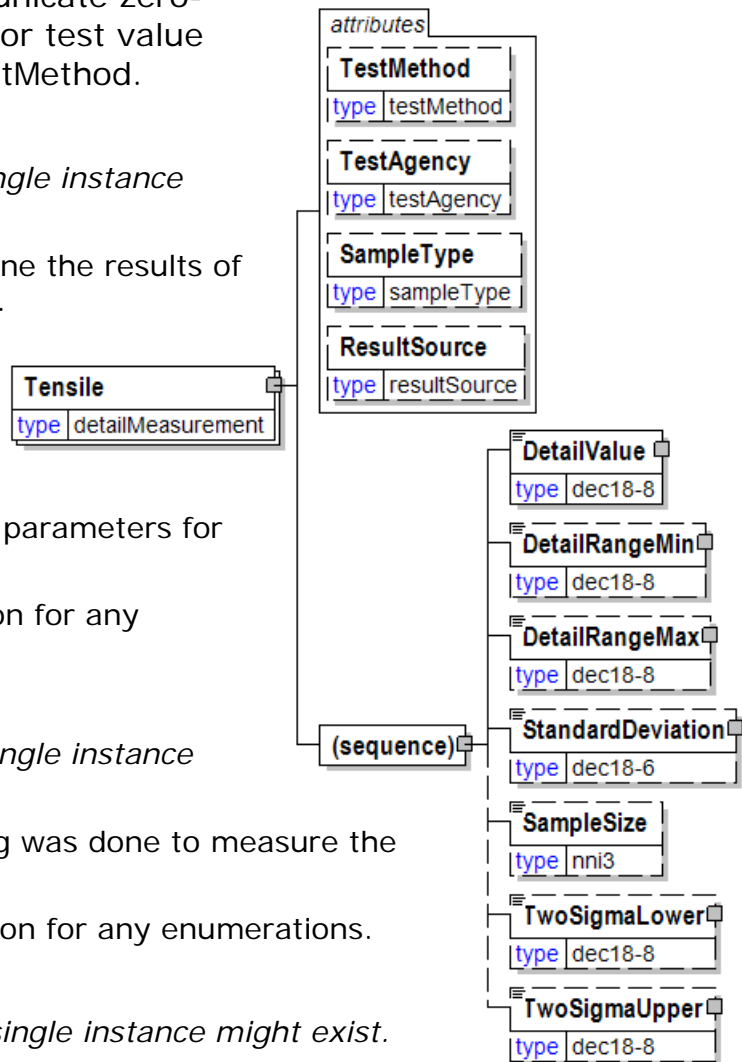 unicate zero-
or test value
tMethod.
ngle instance
ne the results of
.
parameters for
on for any
ngle instance
g was done to measure the
on for any enumerations.
single instance might exist.
Tensile
type detailMeasurement
attributes
TestMethod
type testMethod
TestAgency
type testAgency
SampleType
type sampleType
ResultSource
type resultSource
(sequence)
DetailValue
type dec18-8
DetailRangeMin
type dec18-8
DetailRangeMax
type dec18-8
StandardDeviation
type dec18-6
SampleSize
type nni3
TwoSigmaLower
type dec18-8
TwoSigmaUpper
type dec18-8